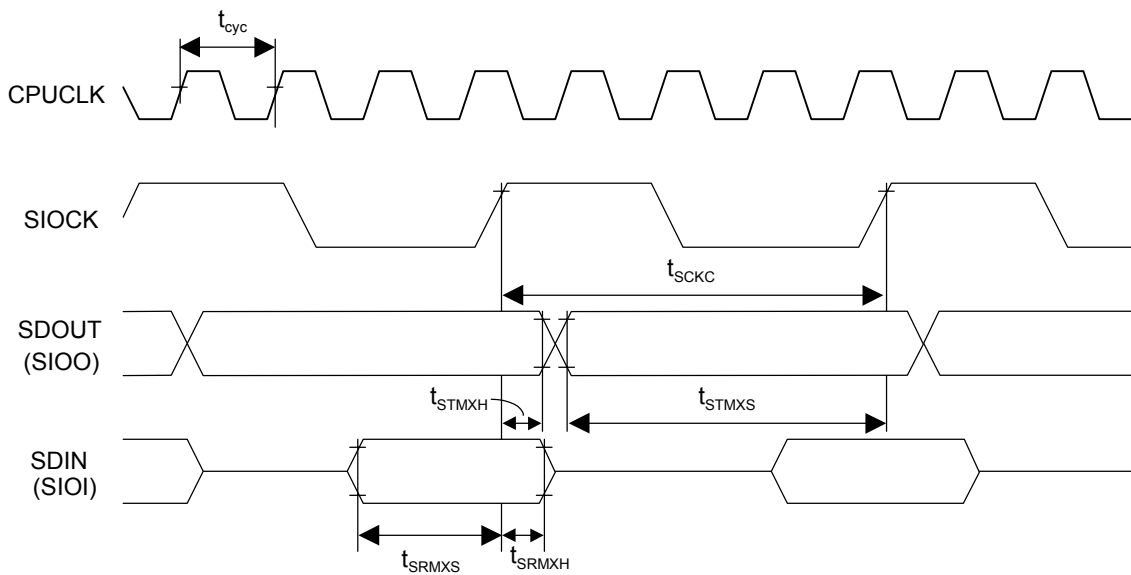 tcyc
CPUCLK
SIOCK
tSCKC
SDOUT
(SIOO)
tSTMXH
tSTMXS
SDIN
(SIOI)
tSRMXS
tSRMXH